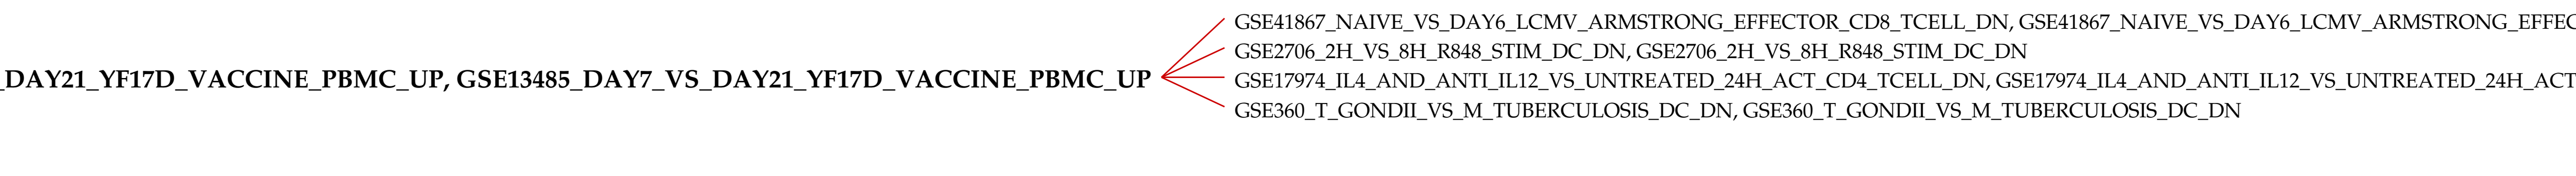 GSE41867_NAIVE_VS_DAY6_LCMV_ARMSTRONG_EFFECTOR_CD8_TCELL_DN, GSE41867_NAIVE_VS_DAY6_LCMV_ARMSTRONG_EFFEC
GSE2706_2H_VS_8H_R848_STIM_DC_DN, GSE2706_2H_VS_8H_R848_STIM_DC_DN
_DAY21_YF17D_VACCINE_PBMC_UP, GSE13485_DAY7_VS_DAY21_YF17D_VACCINE_PBMC_UP
GSE17974_IL4_AND_ANTI_IL12_VS_UNTREATED_24H_ACT_CD4_TCELL_DN, GSE17974_IL4_AND_ANTI_IL12_VS_UNTREATED_24H_ACT
GSE360_T_GONDII_VS_M_TUBERCULOSIS_DC_DN, GSE360_T_GONDII_VS_M_TUBERCULOSIS_DC_DN